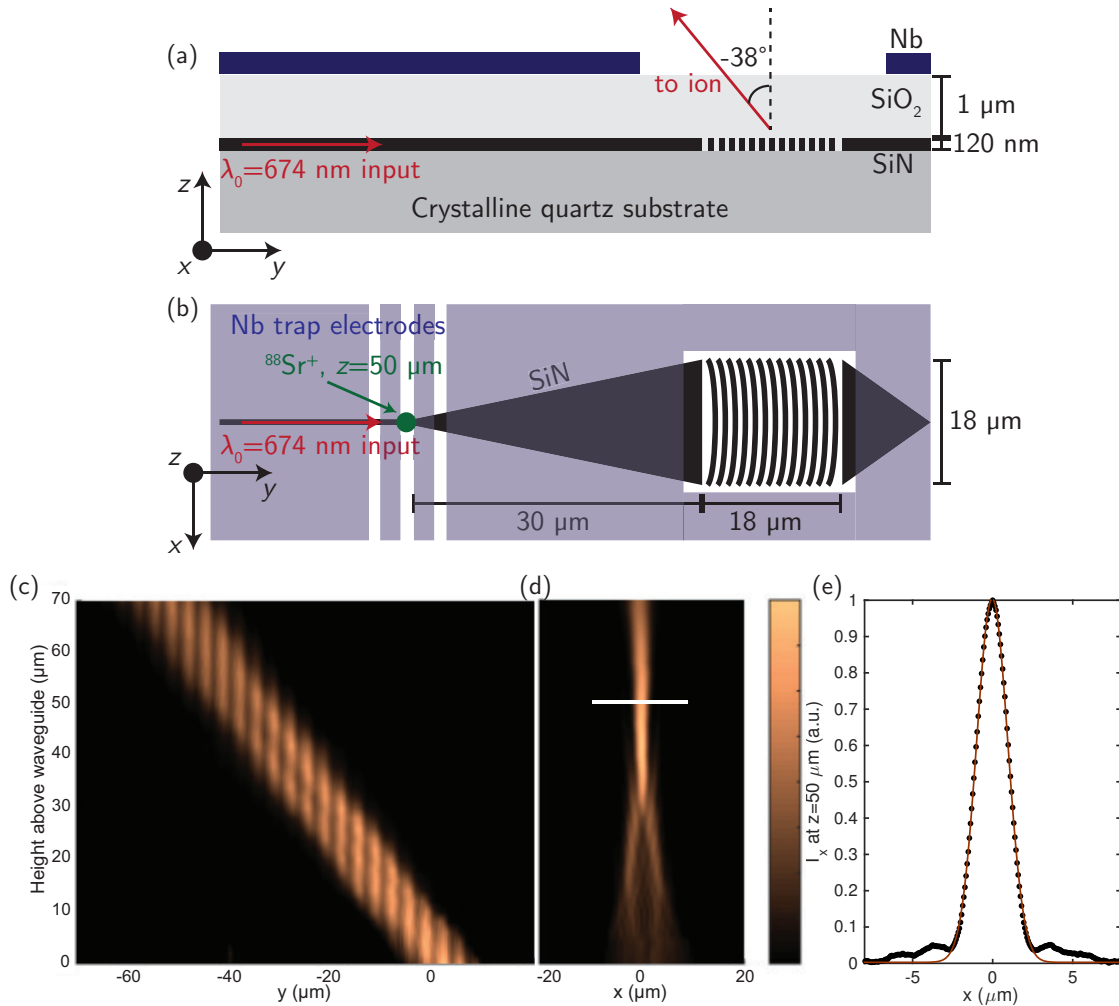 (a)
Nb
-38°
to ion
SiO₂
1 µm
120 nm
λ₀=674 nm input
SiN
z
Crystalline quartz substrate
x
y
(b)
Nb trap electrodes
⁸⁸Sr⁺, z=50 µm
SiN
18 µm
λ₀=674 nm input
z
y
30 µm
18 µm
x
(c)
(d)
(e)
Height above waveguide (µm)
70
60
50
40
30
20
10
0
-60
-40
-20
0
y (µm)
-20
0
20
x (µm)
I_x at z=50 µm (a.u.)
1
0.9
0.8
0.7
0.6
0.5
0.4
0.3
0.2
0.1
0
-5
0
5
x (µm)